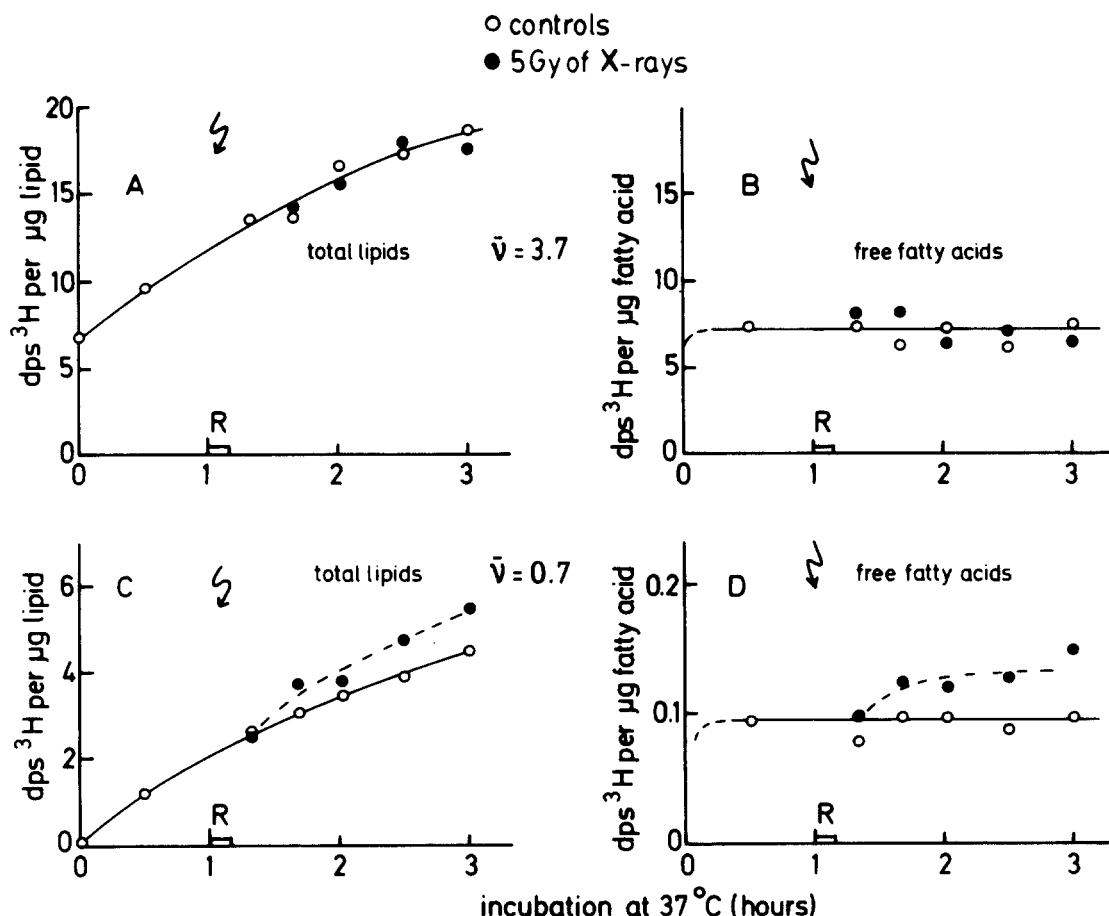 ○ controls
● 5Gy of X-rays
dps ³H per µg lipid
20
15
10
5
0
A
total lipids
ν̄ = 3.7
R
0 1 2 3
dps ³H per µg fatty acid
15
10
5
0
B
free fatty acids
R
0 1 2 3
dps ³H per µg lipid
6
4
2
0
C
total lipids
ν̄ = 0.7
R
0 1 2 3
dps ³H per µg fatty acid
0.2
0.1
0
D
free fatty acids
R
0 1 2 3
incubation at 37°C (hours)